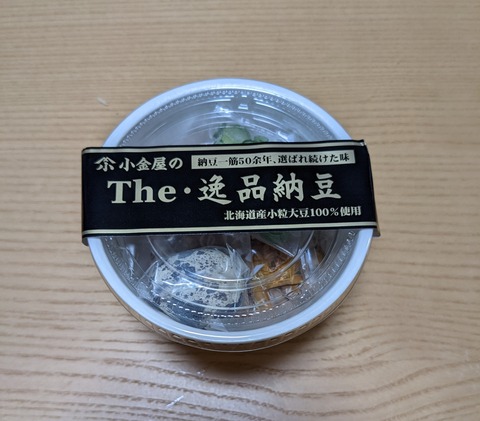 小金屋の
納豆一筋50余年、選ばれ続けた味
The・逸品納豆
北海道産小粒大豆100%使用